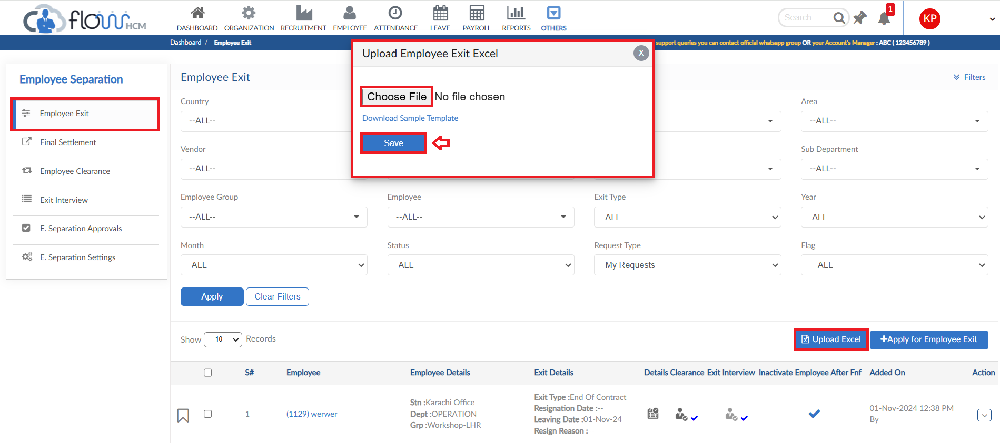 flowHCM
DASHBOARD
ORGANIZATION
RECRUITMENT
EMPLOYEE
ATTENDANCE
LEAVE
PAYROLL
REPORTS
OTHERS
Search
1
KP
Dashboard / Employee Exit
support queries you can contact official whatsapp group OR your Account's Manager : ABC ( 123456789 )
Upload Employee Exit Excel
X
Choose File No file chosen
Download Sample Template
Save
Employee Separation
Employee Exit
Final Settlement
Employee Clearance
Exit Interview
E. Separation Approvals
E. Separation Settings
Employee Exit
Filters
Country
Area
--ALL--
--ALL--
Vendor
Sub Department
--ALL--
--ALL--
Employee Group
Employee
Exit Type
Year
--ALL--
--ALL--
ALL
ALL
Month
Status
Request Type
Flag
ALL
ALL
My Requests
--ALL--
Apply
Clear Filters
Show 10 Records
Upload Excel
+Apply for Employee Exit
S# Employee Employee Details Exit Details Details Clearance Exit Interview Inactivate Employee After Fnf Added On Action
1
(1129) werwer
Stn :Karachi Office
Dept :OPERATION
Grp :Workshop-LHR
Exit Type :End Of Contract
Resignation Date :--
Leaving Date :01-Nov-24
Resign Reason :--
01-Nov-2024 12:38 PM
By